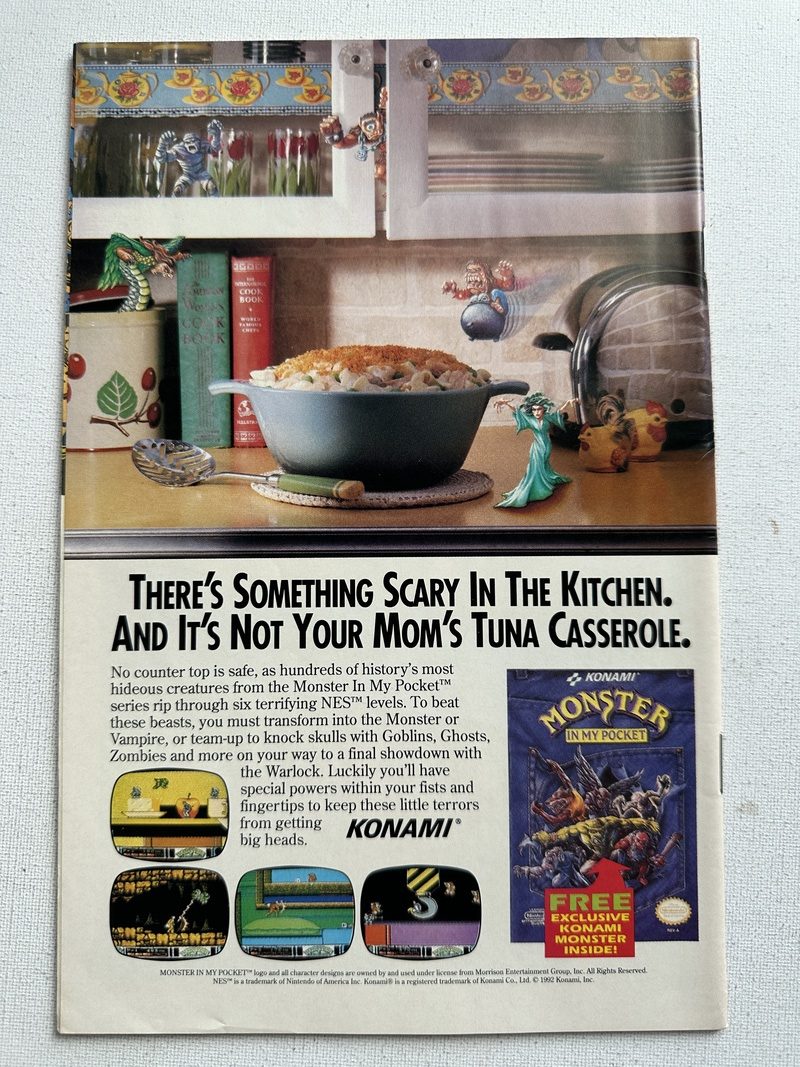 COOK
BOOK
THE
INTERNATIONAL
COOK
BOOK
WORLD
FAMOUS
CHEFS
THERE'S SOMETHING SCARY IN THE KITCHEN.
AND IT'S NOT YOUR MOM'S TUNA CASSEROLE.
No counter top is safe, as hundreds of history's most
hideous creatures from the Monster In My Pocket™
series rip through six terrifying NES™ levels. To beat
these beasts, you must transform into the Monster or
Vampire, or team-up to knock skulls with Goblins, Ghosts,
Zombies and more on your way to a final showdown with
the Warlock. Luckily you'll have
special powers within your fists and
fingertips to keep these little terrors
from getting
big heads.
KONAMI®
KONAMI
MONSTER
IN MY POCKET
FREE
EXCLUSIVE
KONAMI
MONSTER
INSIDE!
REV-A
MONSTER IN MY POCKET™ logo and all character designs are owned by and used under license from Morrison Entertainment Group, Inc. All Rights Reserved.
NES™ is a trademark of Nintendo of America Inc. Konami® is a registered trademark of Konami Co., Ltd. © 1992 Konami, Inc.